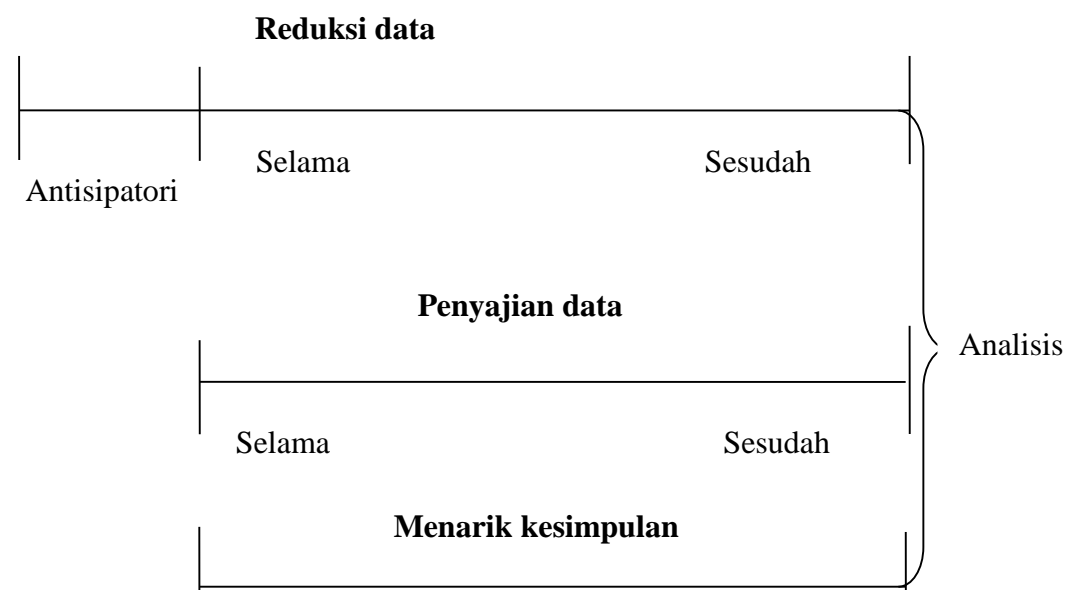 Reduksi data
Selama Sesudah
Antisipatori
Penyajian data
Analisis
Selama Sesudah
Menarik kesimpulan